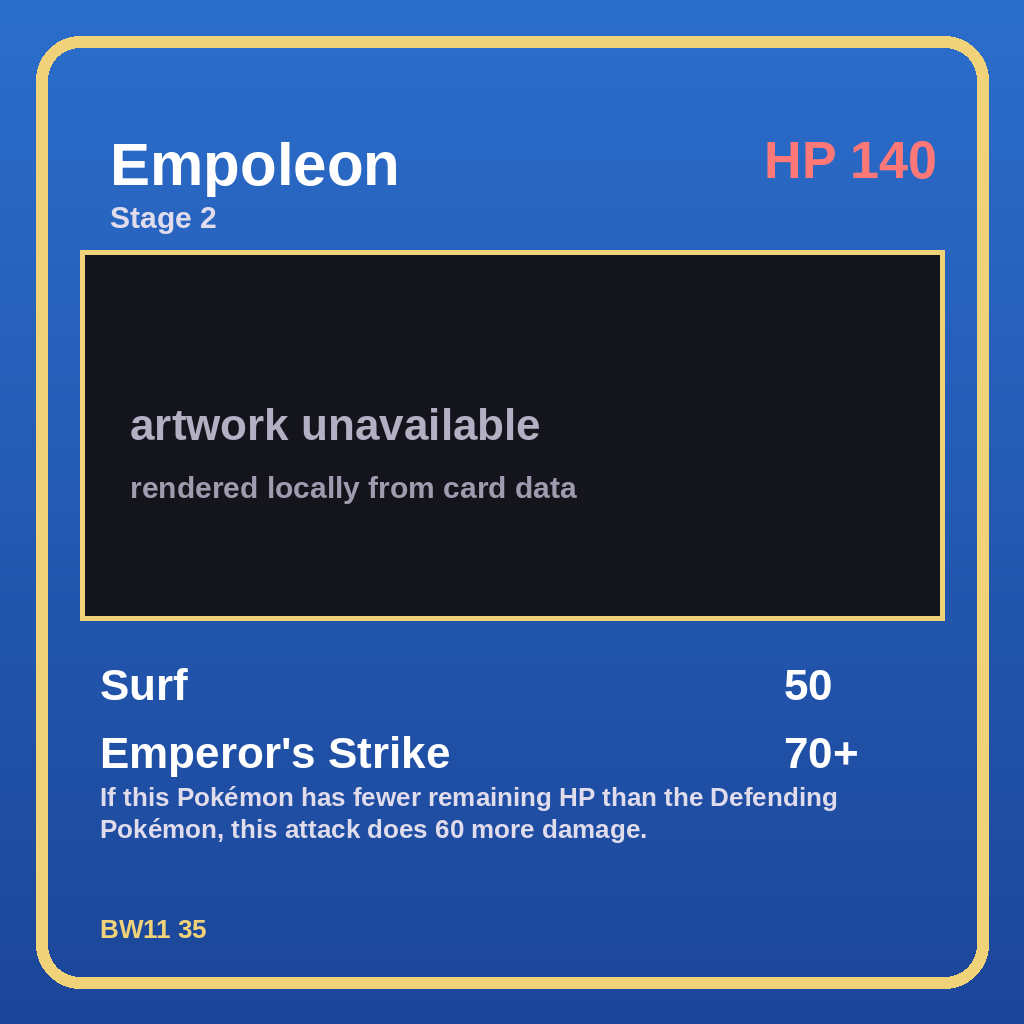 Empoleon
HP 140
Stage 2
artwork unavailable
rendered locally from card data
Surf 50
Emperor's Strike 70+
If this Pokémon has fewer remaining HP than the Defending
Pokémon, this attack does 60 more damage.
BW11 35